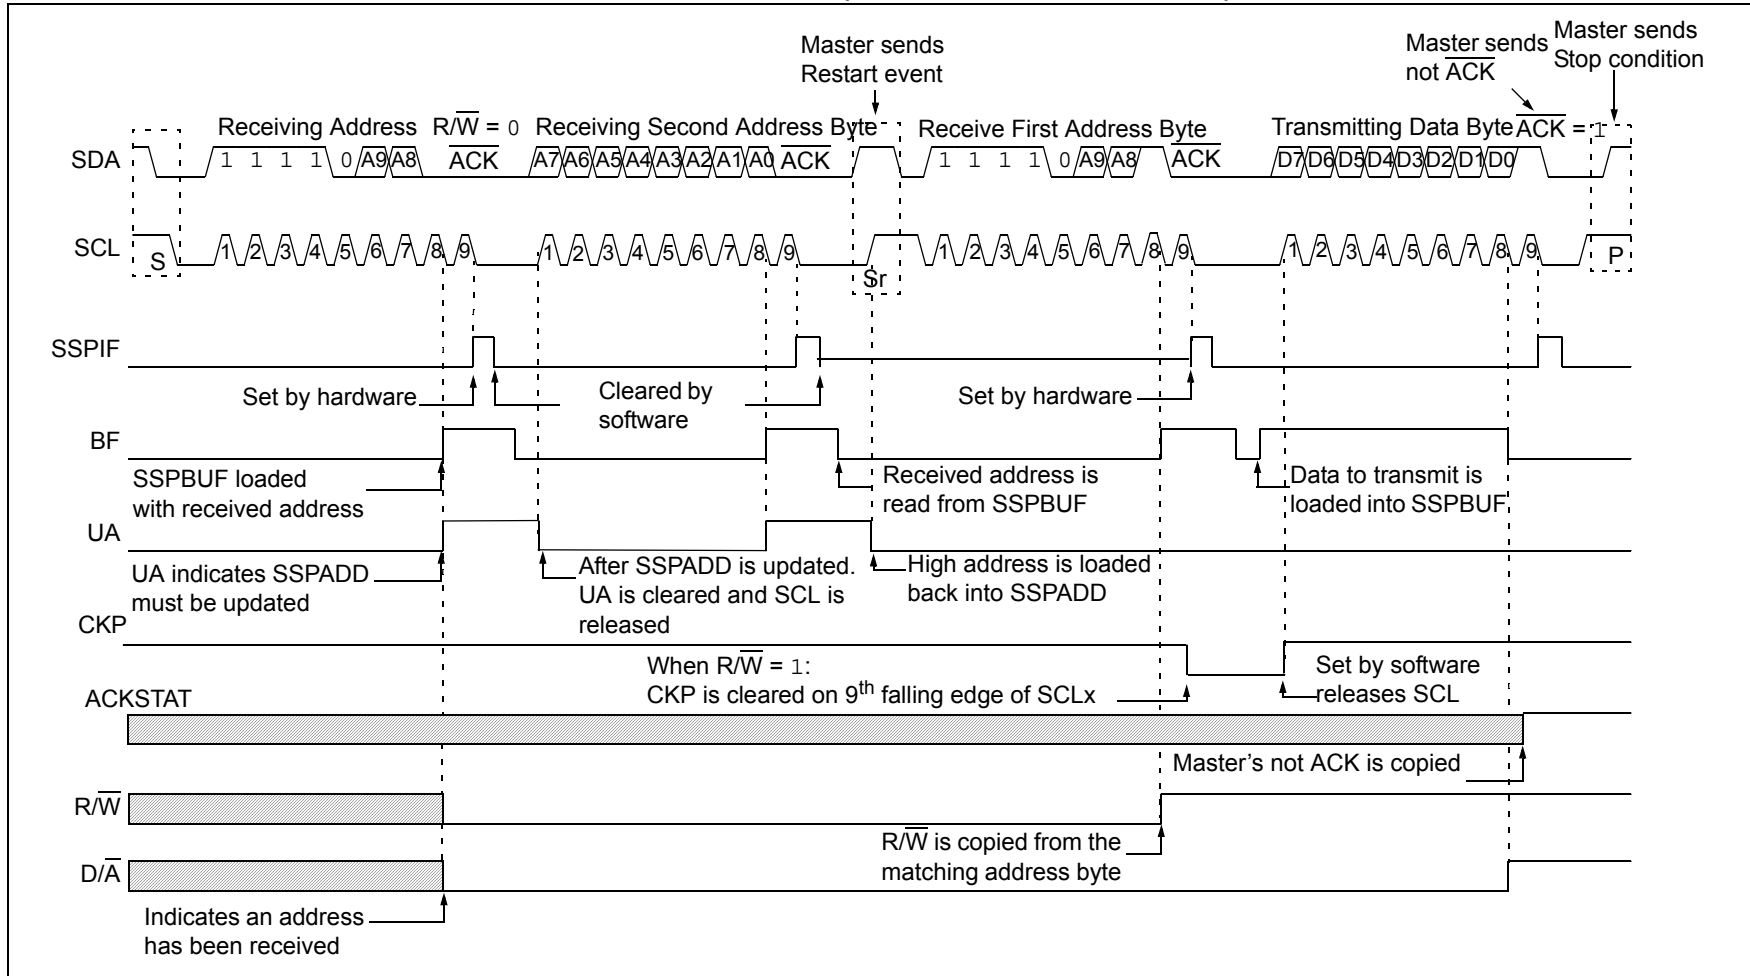 Master sends
Restart event
Master sends
not ACK
Master sends
Stop condition
Receiving Address R/W = 0 Receiving Second Address Byte Receive First Address Byte Transmitting Data Byte ACK = 1
SDA 1 1 1 1 0 A9 A8 ACK A7 A6 A5 A4 A3 A2 A1 A0 ACK 1 1 1 1 0 A9 A8 ACK D7 D6 D5 D4 D3 D2 D1 D0
SCL S 1 2 3 4 5 6 7 8 9 1 2 3 4 5 6 7 8 9 Sr 1 2 3 4 5 6 7 8 9 1 2 3 4 5 6 7 8 9 P
SSPIF
Set by hardware
Cleared by
software
Set by hardware
BF
SSPBUF loaded
with received address
Received address is
read from SSPBUF
Data to transmit is
loaded into SSPBUF
UA
UA indicates SSPADD
must be updated
After SSPADD is updated.
UA is cleared and SCL is
released
High address is loaded
back into SSPADD
CKP
When R/W = 1:
CKP is cleared on 9th falling edge of SCLx
Set by software
releases SCL
ACKSTAT
Master's not ACK is copied
R/W
R/W is copied from the
matching address byte
D/A
Indicates an address
has been received